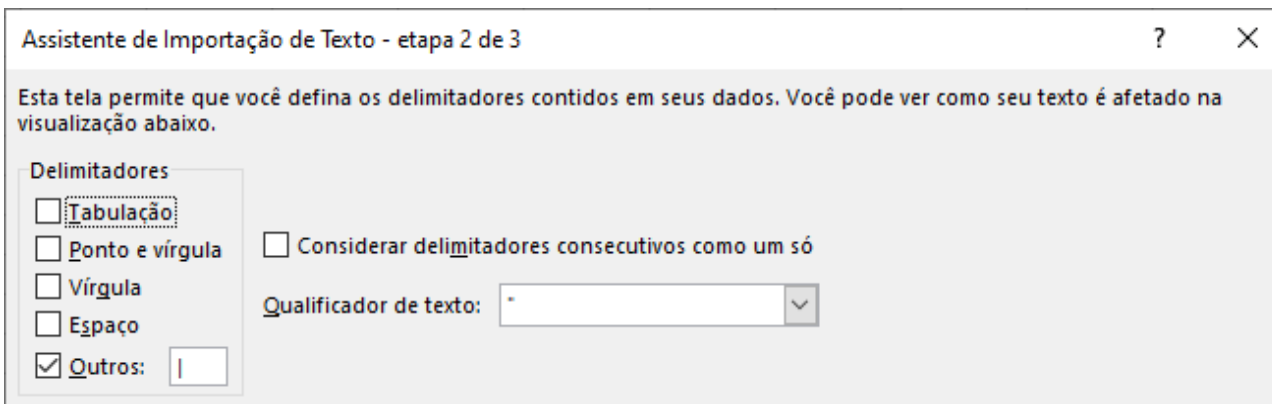 Assistente de Importação de Texto - etapa 2 de 3 ?
Esta tela permite que você defina os delimitadores contidos em seus dados. Você pode ver como seu texto é afetado na
visualização abaixo.
Delimitadores
Tabulação
Ponto e vírgula
Vírgula
Espaço
Outros: |
Considerar delimitadores consecutivos como um só
Qualificador de texto: "